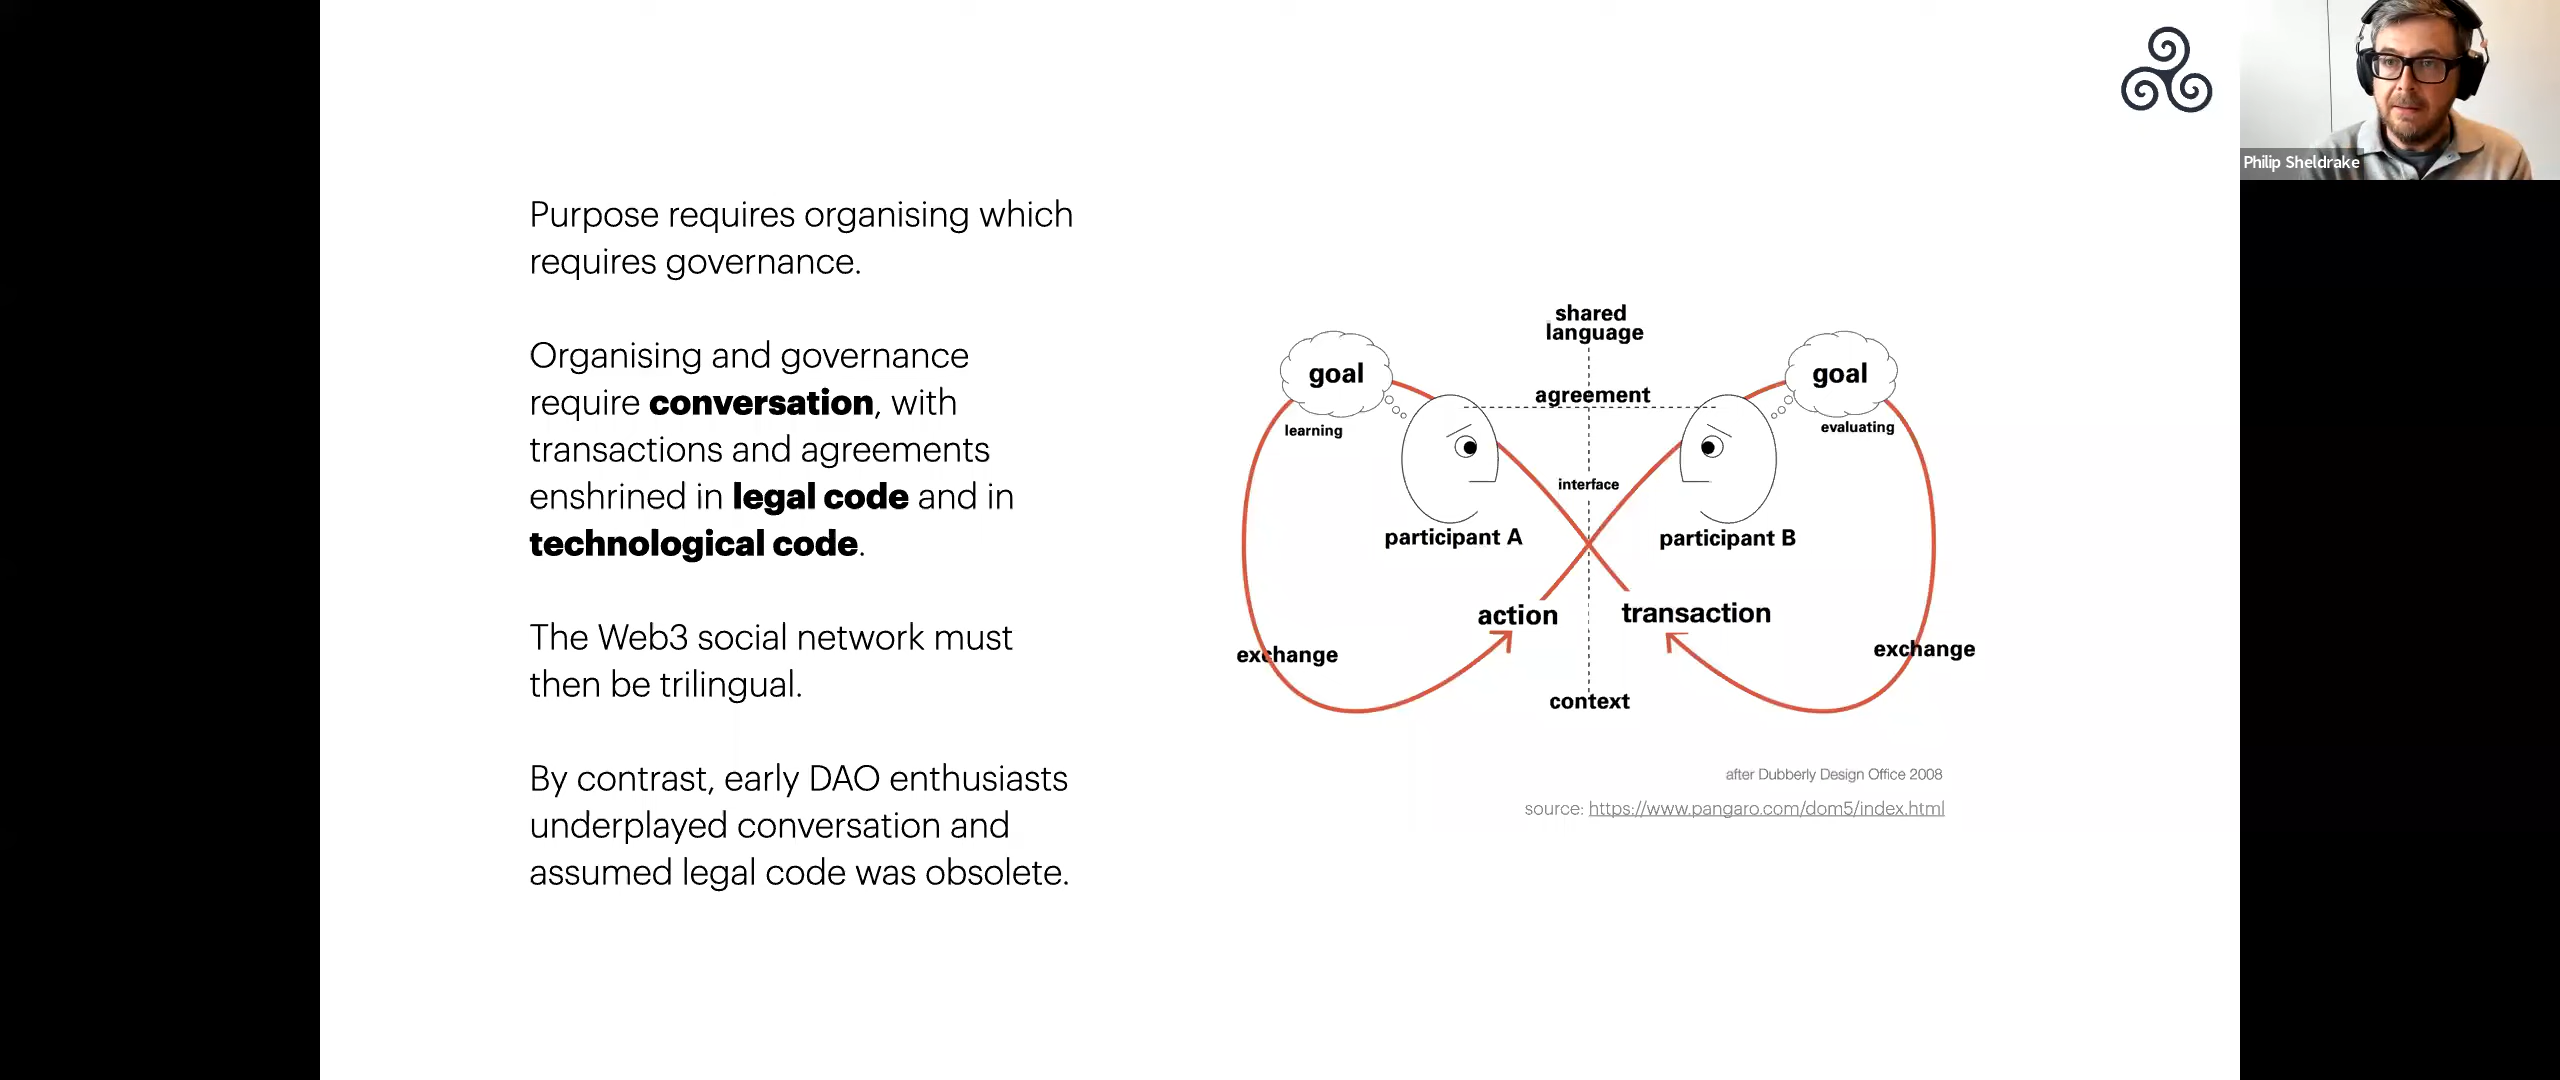 Purpose requires organising which
requires governance.
Organising and governance
require conversation, with
transactions and agreements
enshrined in legal code and in
technological code.
The Web3 social network must
then be trilingual.
By contrast, early DAO enthusiasts
underplayed conversation and
assumed legal code was obsolete.
shared
language
goal
goal
agreement
learning
evaluating
interface
participant A
participant B
action
transaction
exchange
exchange
context
after Dubberly Design Office 2008
source: https://www.pangaro.com/dom5/index.html
Philip Sheldrake